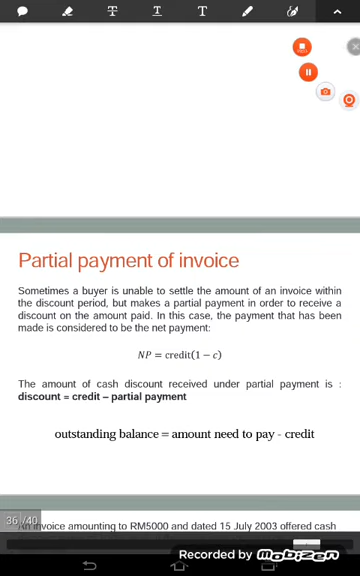 T T T
Partial payment of invoice
Sometimes a buyer is unable to settle the amount of an invoice within
the discount period, but makes a partial payment in order to receive a
discount on the amount paid. In this case, the payment that has been
made is considered to be the net payment:
NP = credit(1 − c)
The amount of cash discount received under partial payment is :
discount = credit – partial payment
outstanding balance = amount need to pay - credit
36 /40
An invoice amounting to RM5000 and dated 15 July 2003 offered cash
Recorded by Mobizen